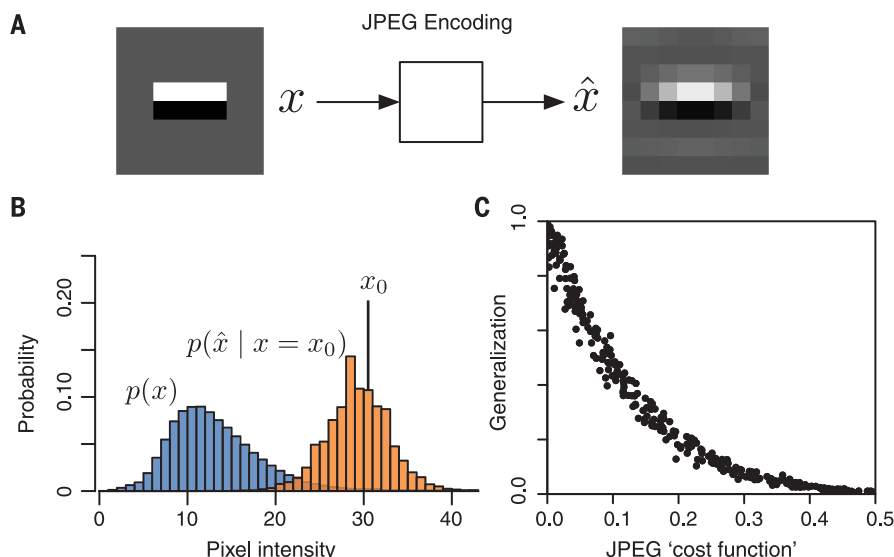 A
JPEG Encoding
x
x̂
B
0.20
0.10
0
Probability
p(x)
p(x̂ | x = x₀)
x₀
0
10
20
30
40
Pixel intensity
C
1.0
0.0
Generalization
0.0
0.1
0.2
0.3
0.4
0.5
JPEG ‘cost function’